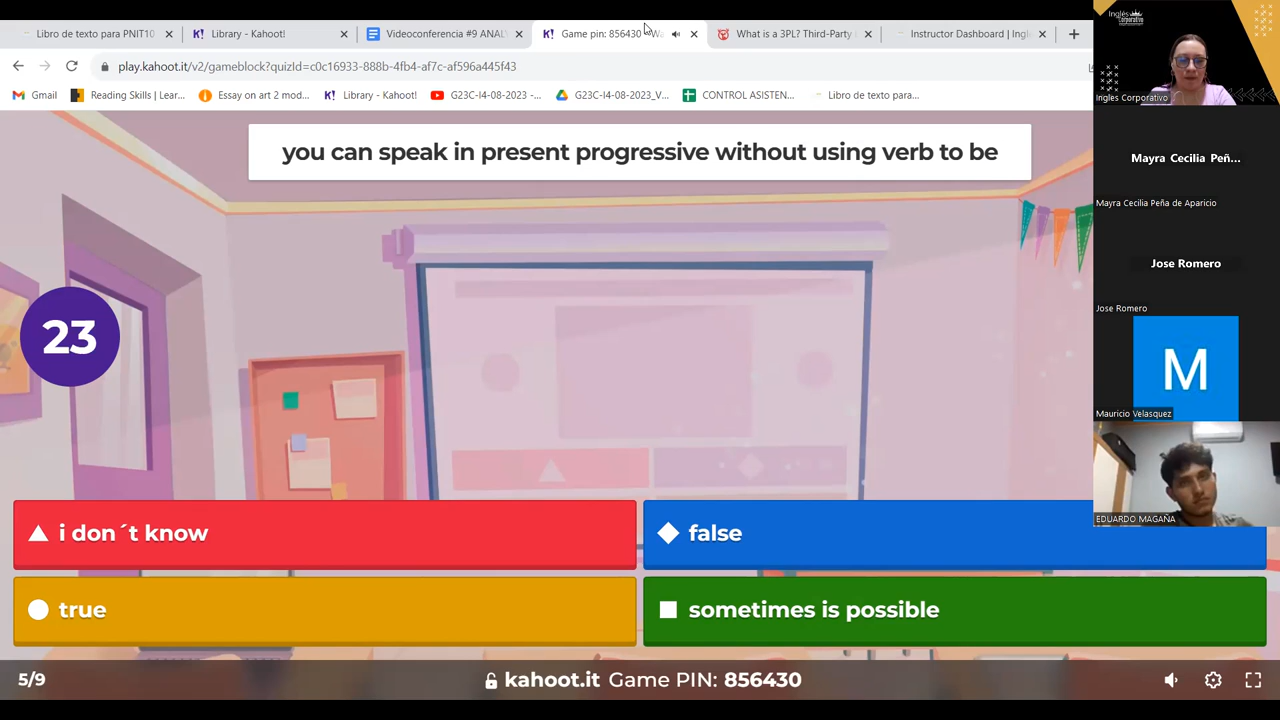 Libro de texto para PNIT10
Library - Kahoot!
Videoconferencia #9 ANAL
Game pin: 856430
What is a 3PL? Third-Party
Instructor Dashboard | Ingl
play.kahoot.it/v2/gameblock?quizId=c0c16933-888b-4fb4-af7c-af596a445f43
Gmail
Reading Skills | Lear...
Essay on art 2 mod...
Library - Kahoot!
G23C-I4-08-2023 -...
G23C-I4-08-2023_V...
CONTROL ASISTEN...
Libro de texto para...
you can speak in present progressive without using verb to be
23
i don´t know
false
true
sometimes is possible
5/9
kahoot.it Game PIN: 856430
Inglés
Corporativo
Ingles Corporativo
Mayra Cecilia Peñ...
Mayra Cecilia Peña de Aparicio
Jose Romero
Jose Romero
M
Mauricio Velasquez
EDUARDO MAGAÑA